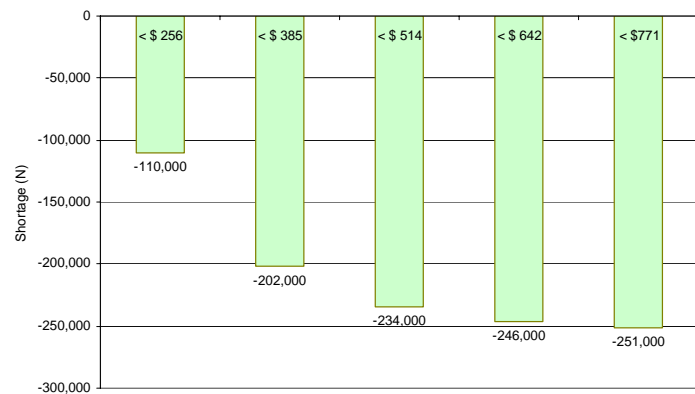 0
-50,000
-100,000
-150,000
-200,000
-250,000
-300,000
Shortage (N)
< $ 256
< $ 385
< $ 514
< $ 642
< $771
-110,000
-202,000
-234,000
-246,000
-251,000